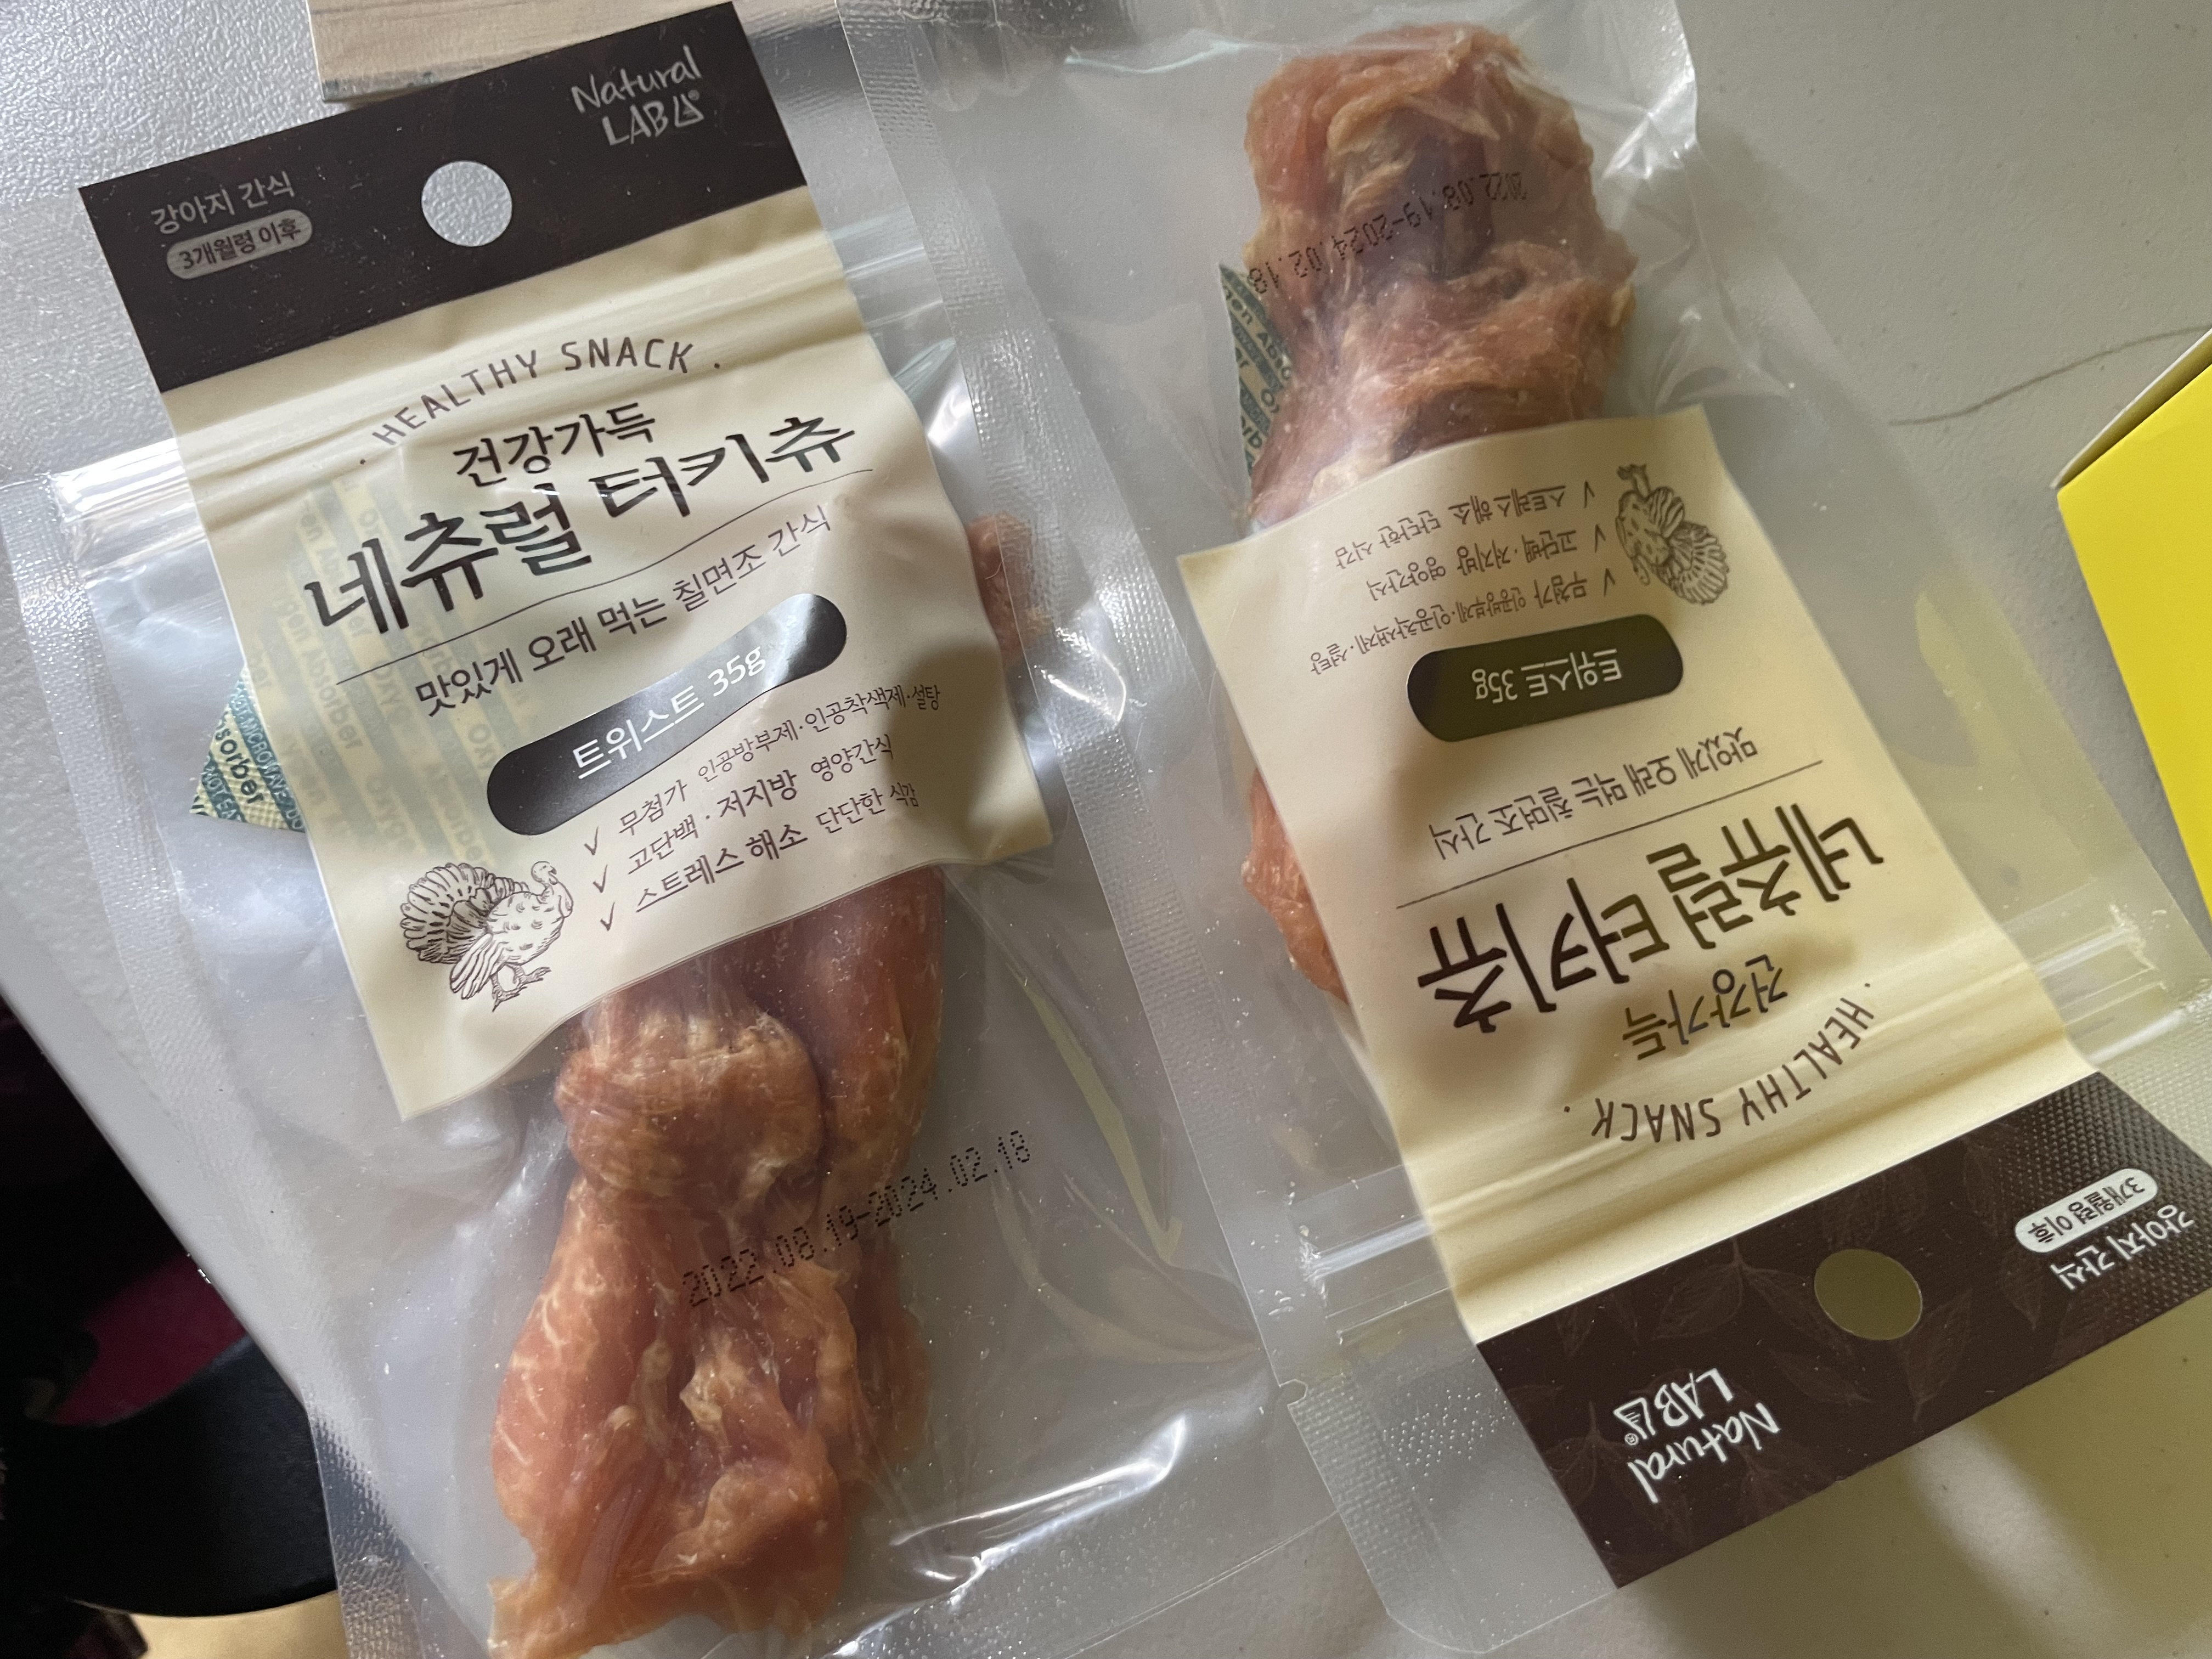 Natural
LAB
강아지 간식
3개월령 이후
· HEALTHY SNACK ·
건강가득
네츄럴 터키츄
맛있게 오래 먹는 칠면조 간식
트위스트 35g
✓ 무첨가 인공방부제·인공착색제·설탕
✓ 고단백·저지방 영양간식
✓ 스트레스 해소 단단한 식감
sorber
2022.08.19-2024.02.18
Natural
LAB
강아지 간식
3개월령 이후
· HEALTHY SNACK ·
건강가득
네츄럴 터키츄
맛있게 오래 먹는 칠면조 간식
트위스트 35g
✓ 무첨가 인공방부제·인공착색제·설탕
✓ 고단백·저지방 영양간식
✓ 스트레스 해소 단단한 식감
2022.08.19-2024.02.18